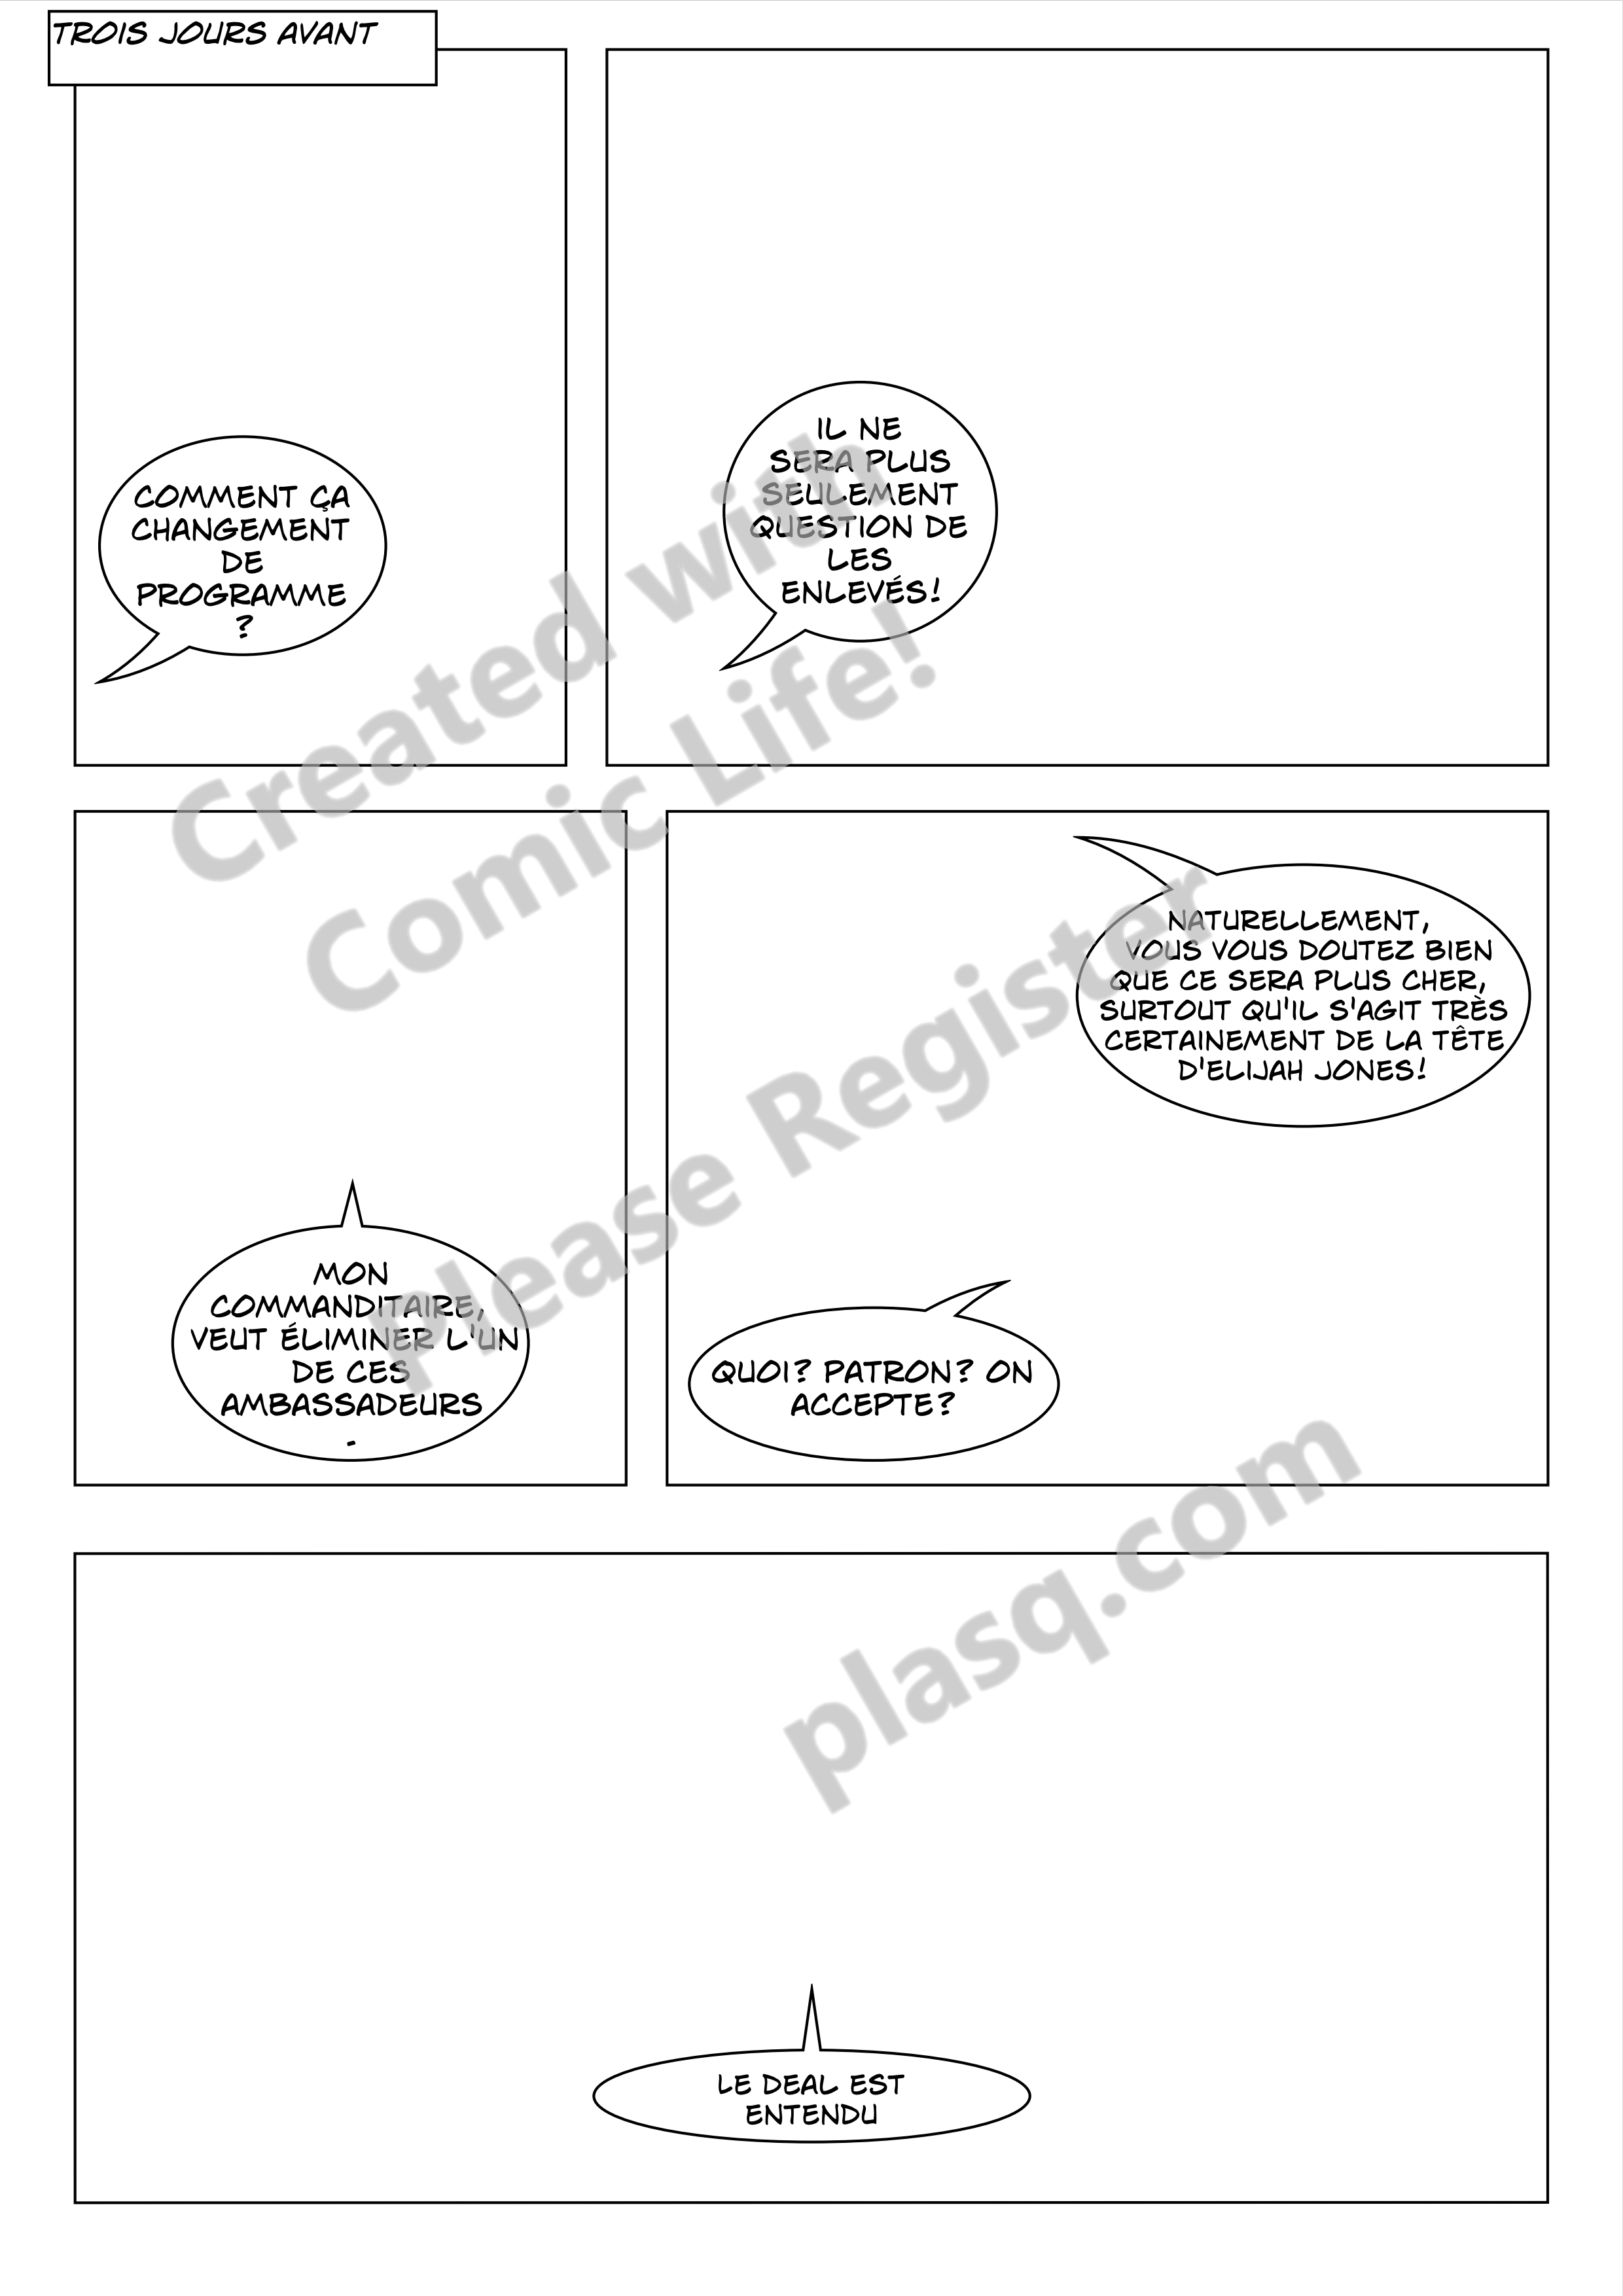 TROIS JOURS AVANT
COMMENT ÇA
CHANGEMENT
DE
PROGRAMME
?
IL NE
SERA PLUS
SEULEMENT
QUESTION DE
LES
ENLEVÉS!
MON
COMMANDITAIRE,
VEUT ÉLIMINER L'UN
DE CES
AMBASSADEURS
.
NATURELLEMENT,
VOUS VOUS DOUTEZ BIEN
QUE CE SERA PLUS CHER,
SURTOUT QU'IL S'AGIT TRÈS
CERTAINEMENT DE LA TÊTE
D'ELIJAH JONES!
QUOI? PATRON? ON
ACCEPTE?
LE DEAL EST
ENTENDU
Created with
Comic Life!
Please Register
plasq.com